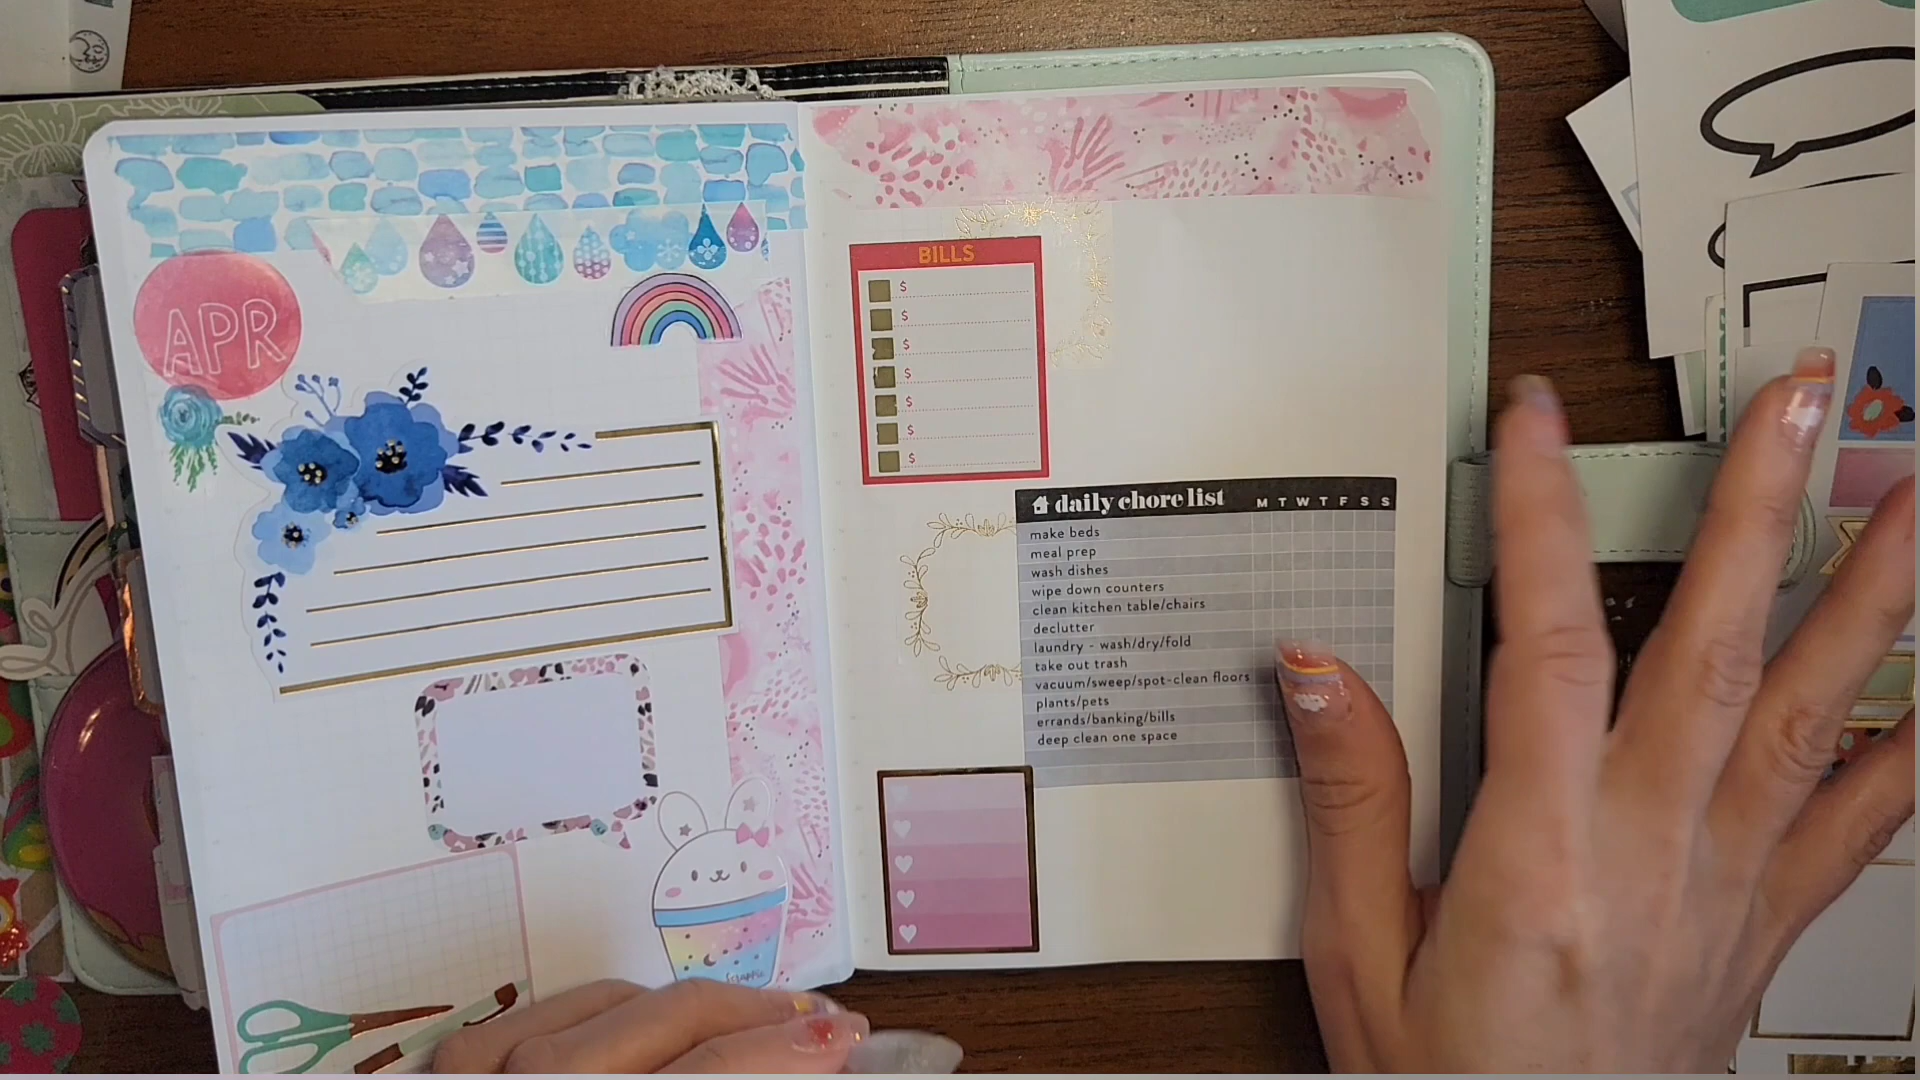 APR
BILLS
$
$
$
$
$
$
$
daily chore list M T W T F S S
make beds
meal prep
wash dishes
wipe down counters
clean kitchen table/chairs
declutter
laundry - wash/dry/fold
take out trash
vacuum/sweep/spot-clean floors
plants/pets
errands/banking/bills
deep clean one space